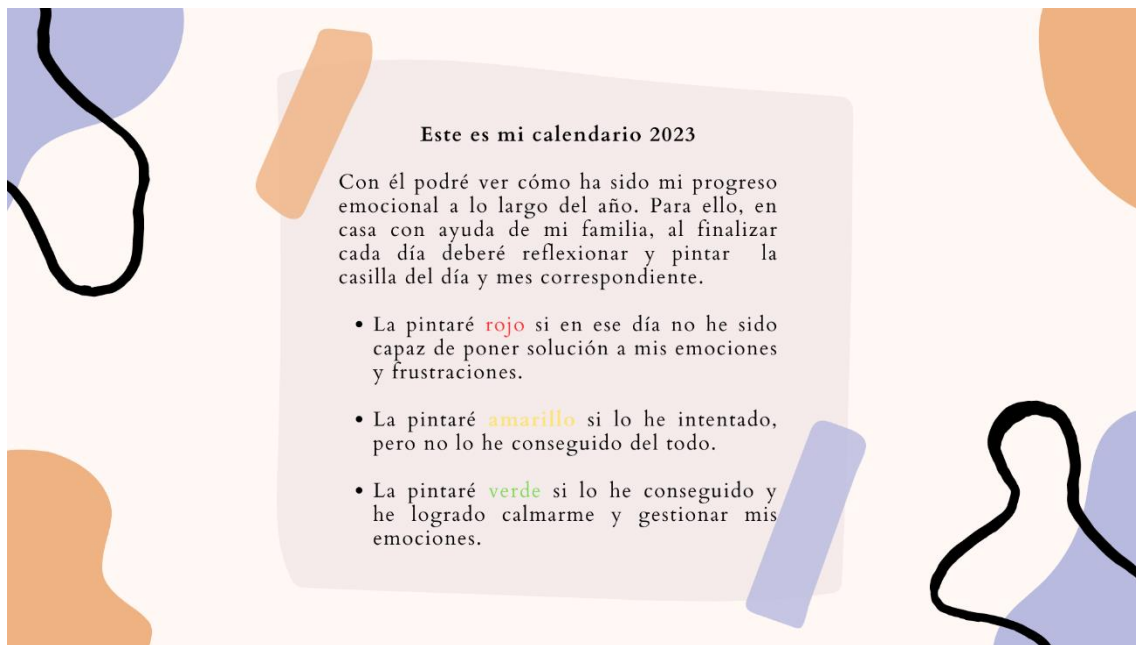 Este es mi calendario 2023
Con él podré ver cómo ha sido mi progreso
emocional a lo largo del año. Para ello, en
casa con ayuda de mi familia, al finalizar
cada día deberé reflexionar y pintar la
casilla del día y mes correspondiente.
• La pintaré rojo si en ese día no he sido
capaz de poner solución a mis emociones
y frustraciones.
• La pintaré amarillo si lo he intentado,
pero no lo he conseguido del todo.
• La pintaré verde si lo he conseguido y
he logrado calmarme y gestionar mis
emociones.